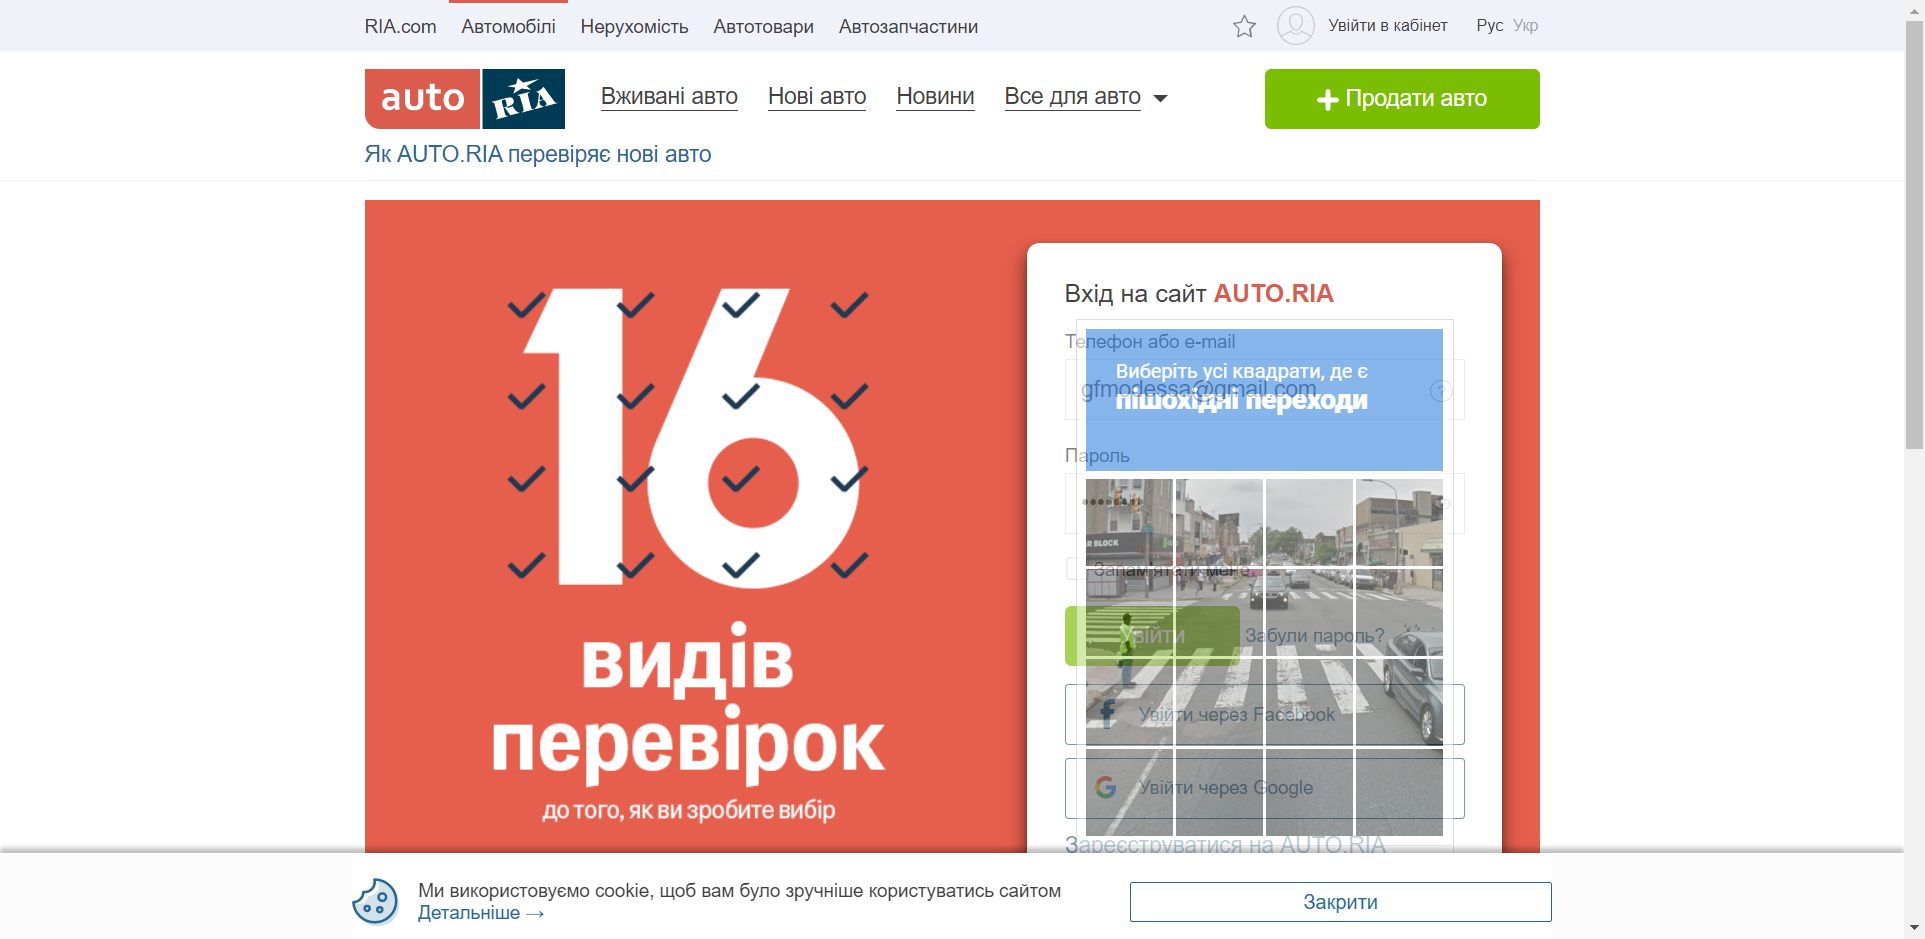 RIA.com Автомобілі Нерухомість Автотовари Автозапчастини Увійти в кабінет Рус Укр
auto RIA Вживані авто Нові авто Новини Все для авто Продати авто
Як AUTO.RIA перевіряє нові авто
16
видів
перевірок
до того, як ви зробите вибір
Вхід на сайт AUTO.RIA
Телефон або e-mail
Виберіть усі квадрати, де є
gfmodessa@gmail.com
пішохідні переходи
Пароль
BLOCK
Запам'ятати мене
Увійти Забули пароль?
Увійти через Facebook
Увійти через Google
Зареєструватися на AUTO.RIA
Ми використовуємо cookie, щоб вам було зручніше користуватись сайтом
Детальніше →
Закрити